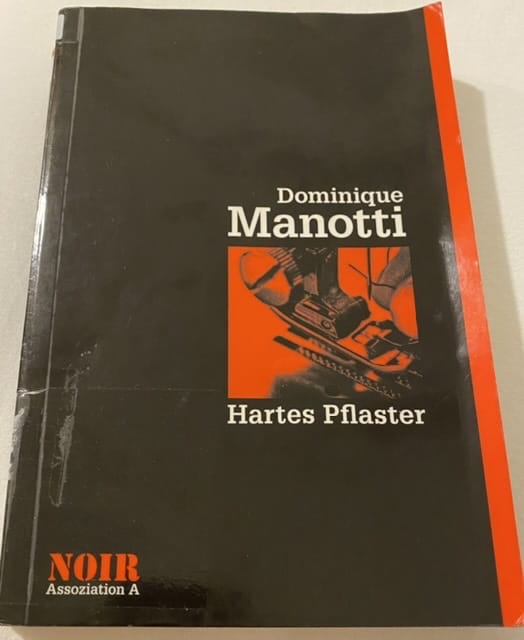 Dominique
Manotti
Hartes Pflaster
NOIR
Assoziation A